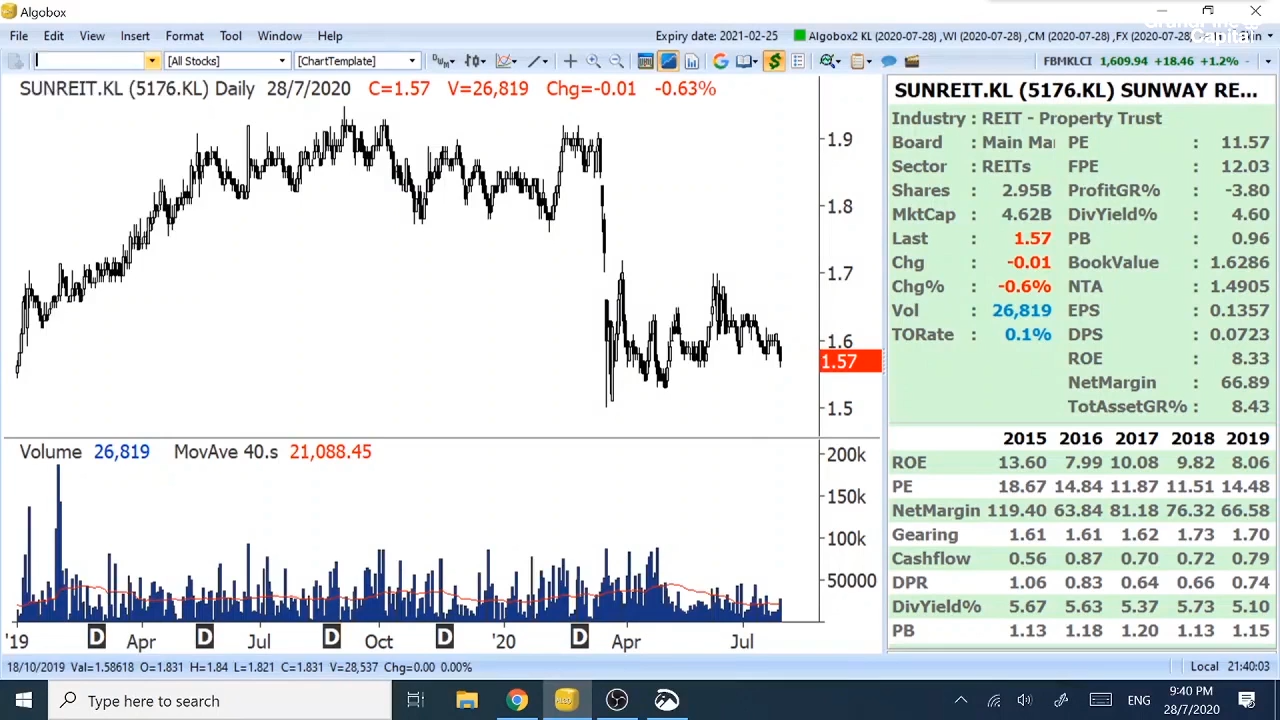 Algobox
File Edit View Insert Format Tool Window Help Expiry date: 2021-02-25 Algobox2 KL (2020-07-28) ,WI (2020-07-28) ,CM (2020-07-28) ,FX (2020-07-28)
Capital
[All Stocks] [ChartTemplate] FBMKLCI 1,609.94 +18.46 +1.2%
SUNREIT.KL (5176.KL) Daily 28/7/2020 C=1.57 V=26,819 Chg=-0.01 -0.63%
1.9
1.8
1.7
1.6
1.57
1.5
Volume 26,819 MovAve 40.s 21,088.45
200k
150k
100k
50000
'19 D Apr D Jul D Oct D '20 D Apr Jul
SUNREIT.KL (5176.KL) SUNWAY RE...
Industry : REIT - Property Trust
Board : Main Mar PE : 11.57
Sector : REITs FPE : 12.03
Shares : 2.95B ProfitGR% : -3.80
MktCap : 4.62B DivYield% : 4.60
Last : 1.57 PB : 0.96
Chg : -0.01 BookValue : 1.6286
Chg% : -0.6% NTA : 1.4905
Vol : 26,819 EPS : 0.1357
TORate : 0.1% DPS : 0.0723
ROE : 8.33
NetMargin : 66.89
TotAssetGR% : 8.43
2015 2016 2017 2018 2019
ROE 13.60 7.99 10.08 9.82 8.06
PE 18.67 14.84 11.87 11.51 14.48
NetMargin 119.40 63.84 81.18 76.32 66.58
Gearing 1.61 1.61 1.62 1.73 1.70
Cashflow 0.56 0.87 0.70 0.72 0.79
DPR 1.06 0.83 0.64 0.66 0.74
DivYield% 5.67 5.63 5.37 5.73 5.10
PB 1.13 1.18 1.20 1.13 1.15
18/10/2019 Val=1.58618 O=1.831 H=1.84 L=1.821 C=1.831 V=28,537 Chg=0.00 0.00% Local 21:40:03
Type here to search ENG 9:40 PM
28/7/2020